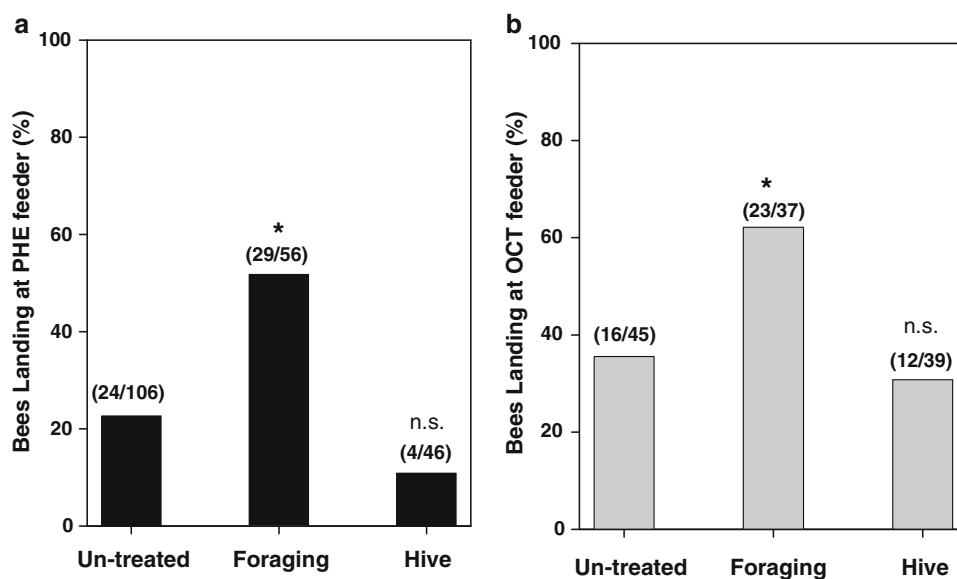 a
Bees Landing at PHE feeder (%)
100
80
60
40
20
0
(24/106)
*
(29/56)
n.s.
(4/46)
Un-treated
Foraging
Hive
b
Bees Landing at OCT feeder (%)
100
80
60
40
20
0
(16/45)
*
(23/37)
n.s.
(12/39)
Un-treated
Foraging
Hive